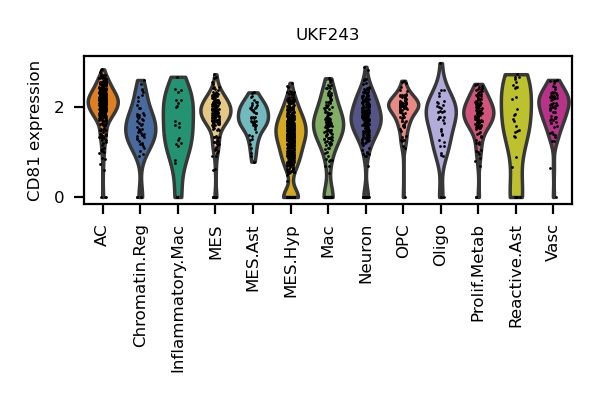 UKF243
CD81 expression
2
0
AC
Chromatin.Reg
Inflammatory.Mac
MES
MES.Ast
MES.Hyp
Mac
Neuron
OPC
Oligo
Prolif.Metab
Reactive.Ast
Vasc